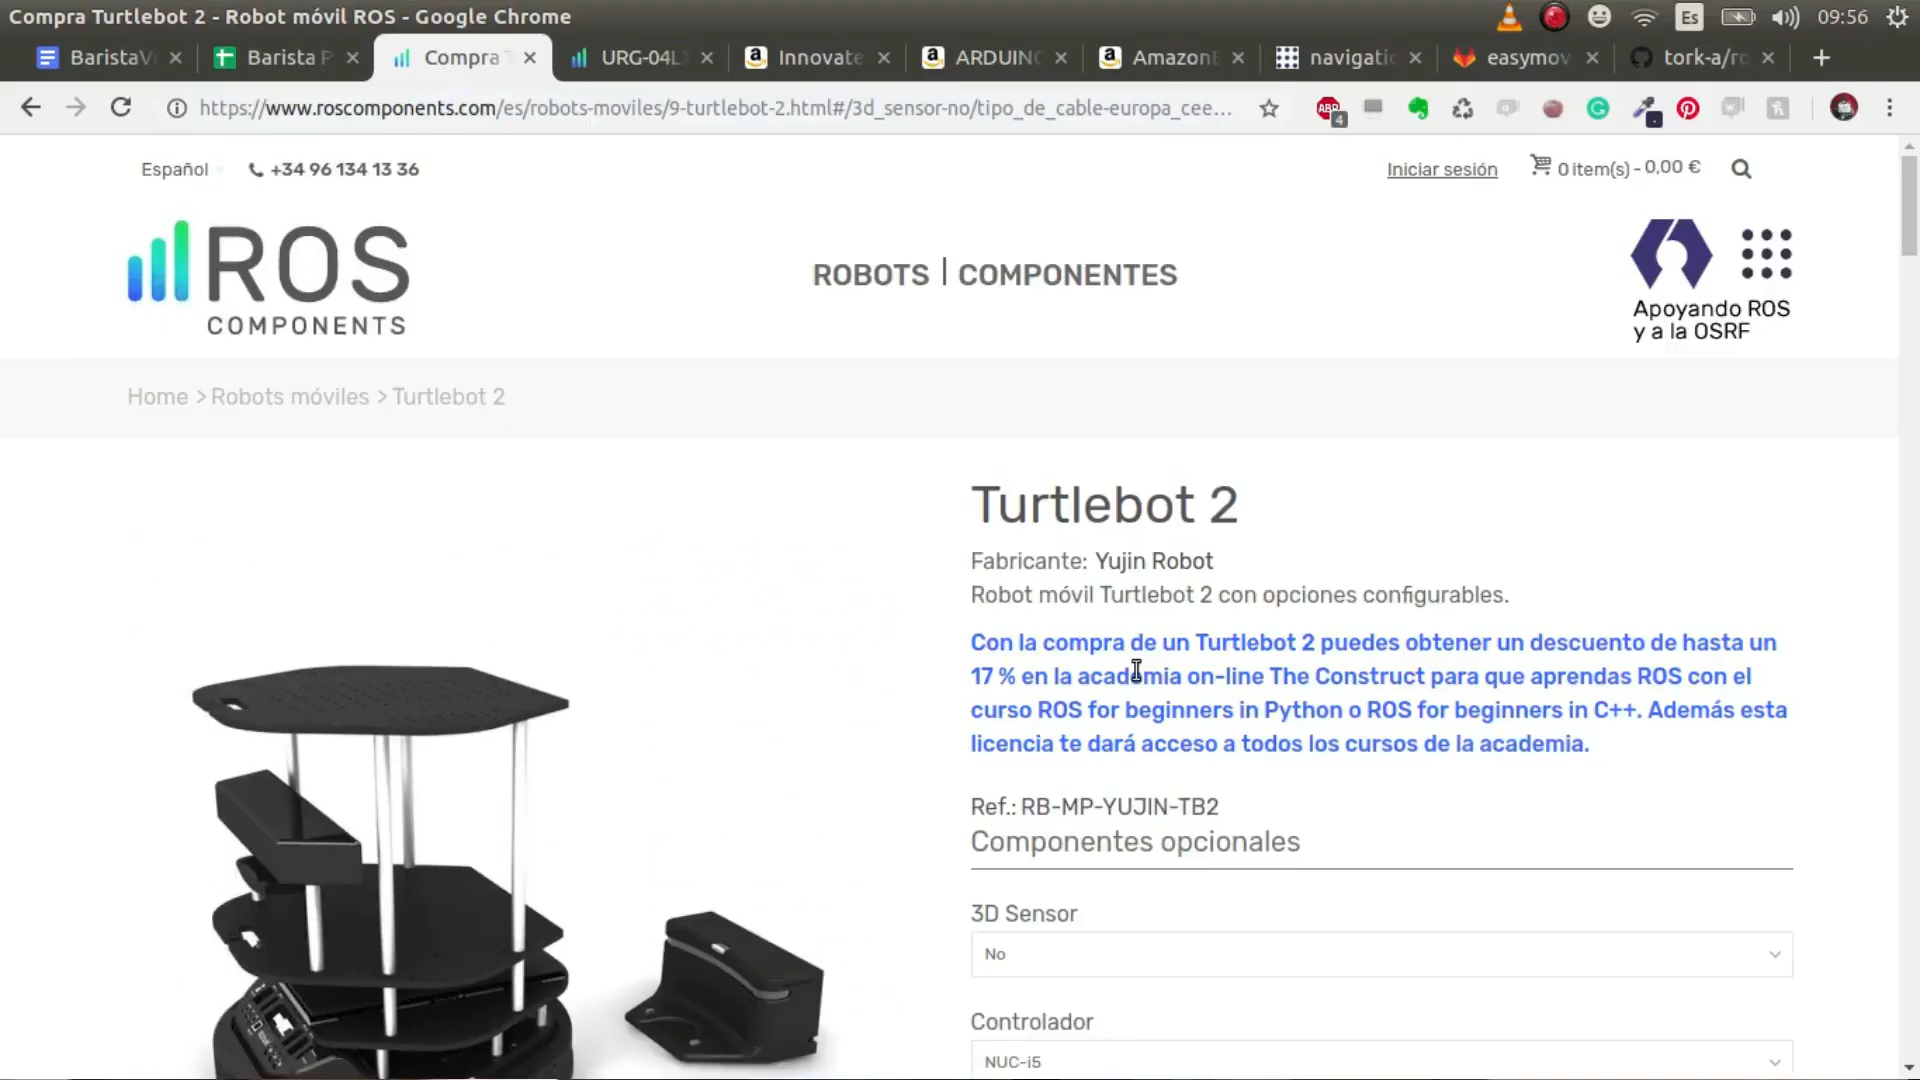 Compra Turtlebot 2 - Robot móvil ROS - Google Chrome
Es
09:56
BaristaVi
Barista P
Compra T
URG-04L
Innovate
ARDUIN
Amazon
navigati
easymov
tork-a/ro
https://www.roscomponents.com/es/robots-moviles/9-turtlebot-2.html#/3d_sensor-no/tipo_de_cable-europa_cee...
ABP
4
Español
+34 96 134 13 36
Iniciar sesión
0 item(s) - 0,00 €
ROS
COMPONENTS
ROBOTS | COMPONENTES
Apoyando ROS
y a la OSRF
Home > Robots móviles > Turtlebot 2
Turtlebot 2
Fabricante: Yujin Robot
Robot móvil Turtlebot 2 con opciones configurables.
Con la compra de un Turtlebot 2 puedes obtener un descuento de hasta un
17 % en la academia on-line The Construct para que aprendas ROS con el
curso ROS for beginners in Python o ROS for beginners in C++. Además esta
licencia te dará acceso a todos los cursos de la academia.
Ref.: RB-MP-YUJIN-TB2
Componentes opcionales
3D Sensor
No
Controlador
NUC-i5